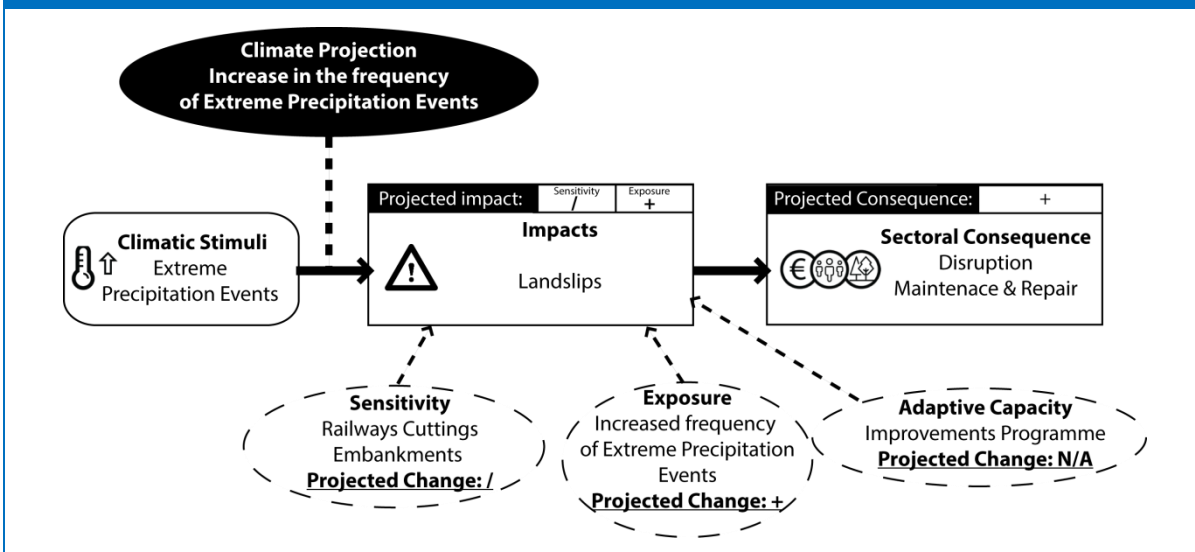 Climate Projection
Increase in the frequency
of Extreme Precipitation Events
Projected impact:
Sensitivity
/
Exposure
+
Projected Consequence:
+
Climatic Stimuli
Extreme
Precipitation Events
Impacts
Landslips
Sectoral Consequence
Disruption
Maintenace & Repair
Sensitivity
Railways Cuttings
Embankments
Projected Change: /
Exposure
Increased frequency
of Extreme Precipitation
Events
Projected Change: +
Adaptive Capacity
Improvements Programme
Projected Change: N/A